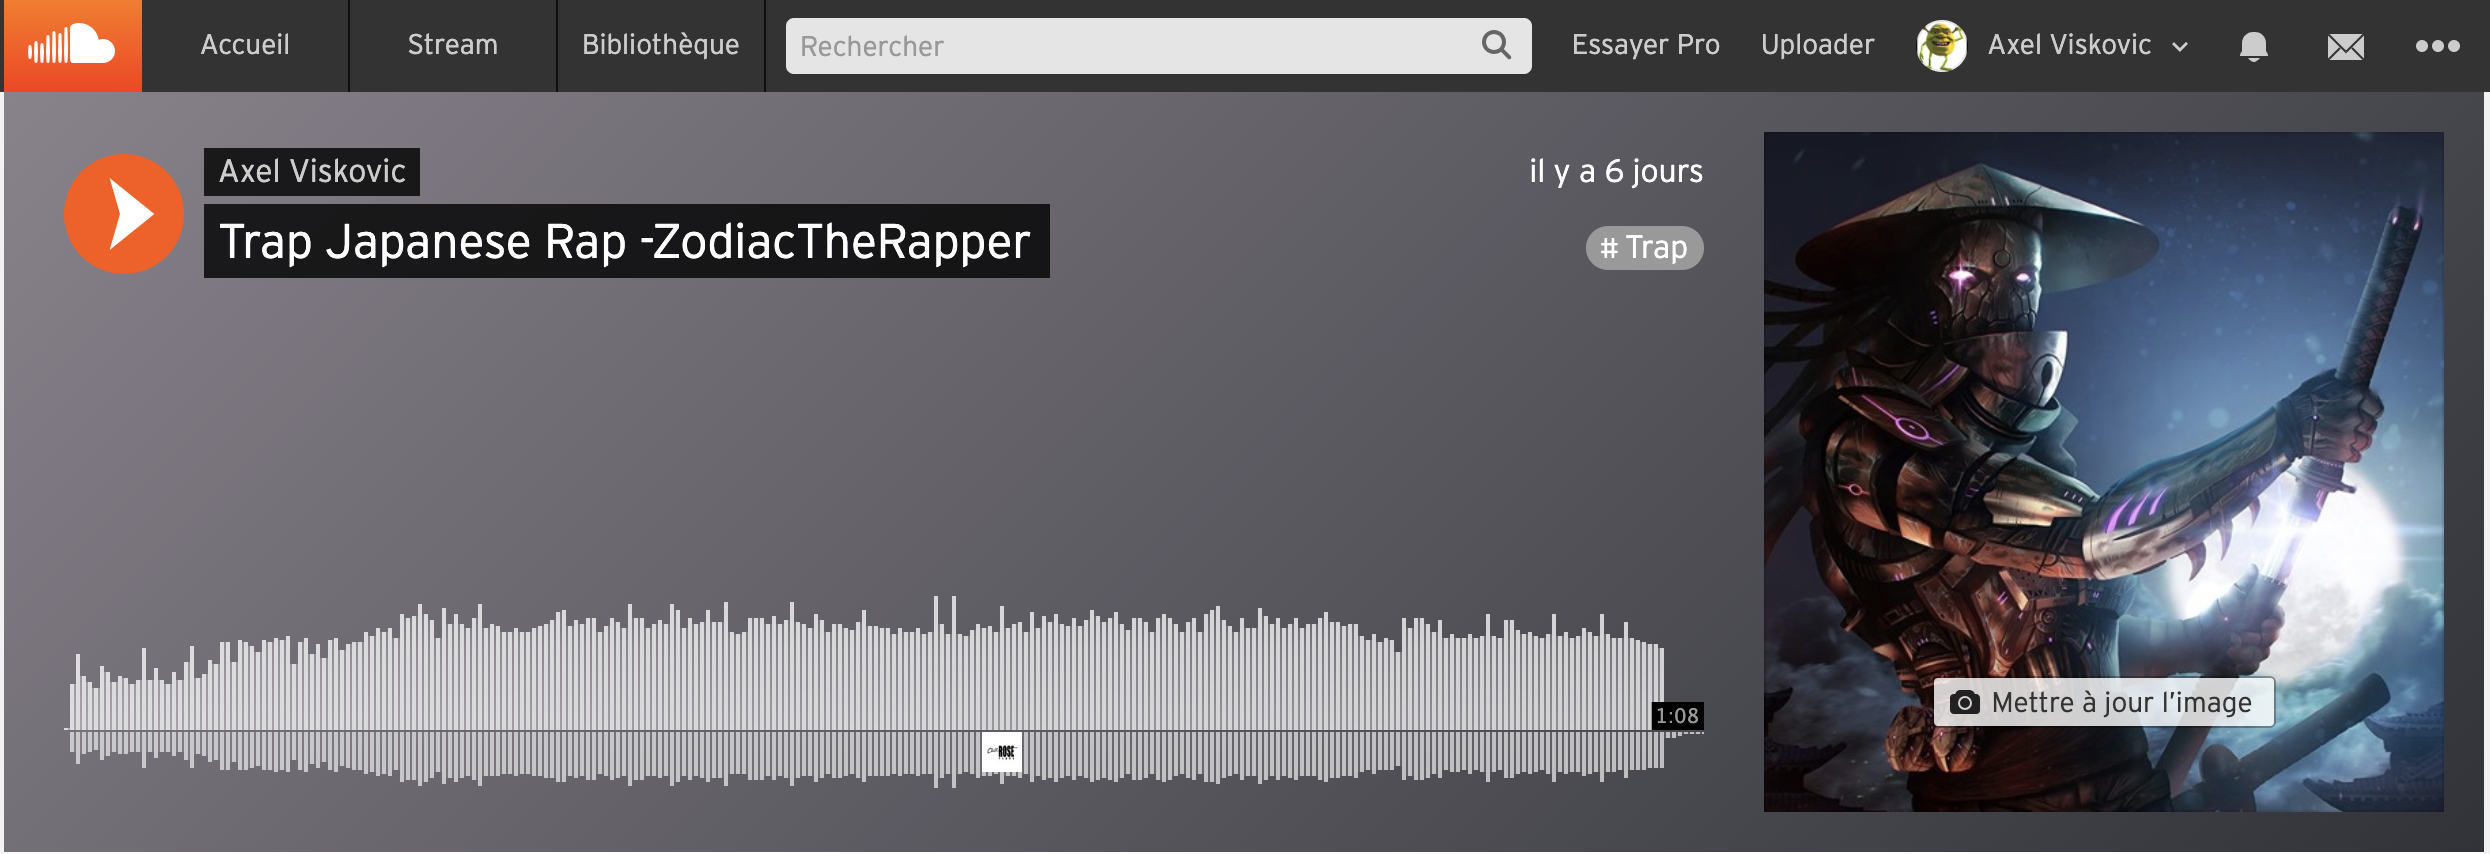 Accueil
Stream
Bibliothèque
Rechercher
Essayer Pro
Uploader
Axel Viskovic
Axel Viskovic
il y a 6 jours
Trap Japanese Rap -ZodiacTheRapper
# Trap
1:08
ROSE
Mettre à jour l'image